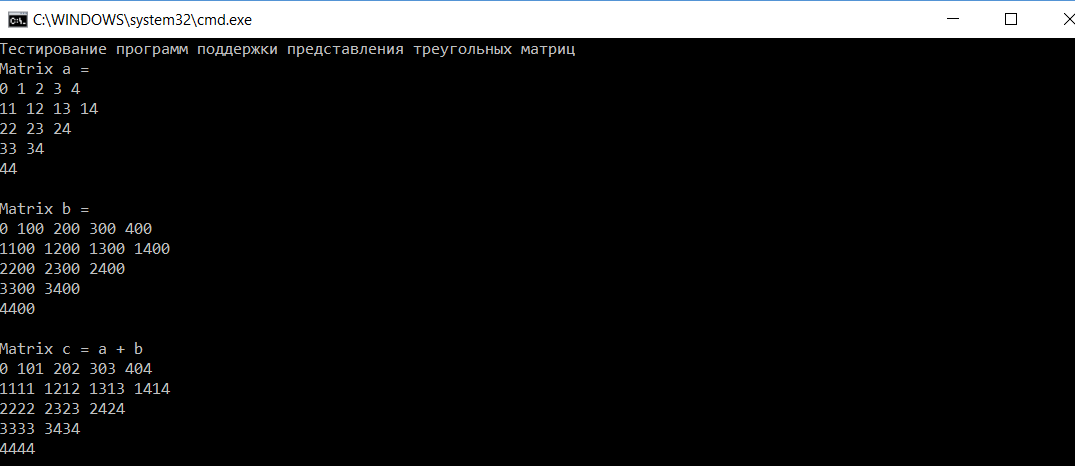 C:\WINDOWS\system32\cmd.exe
Тестирование программ поддержки представления треугольных матриц
Matrix a =
0 1 2 3 4
11 12 13 14
22 23 24
33 34
44
Matrix b =
0 100 200 300 400
1100 1200 1300 1400
2200 2300 2400
3300 3400
4400
Matrix c = a + b
0 101 202 303 404
1111 1212 1313 1414
2222 2323 2424
3333 3434
4444